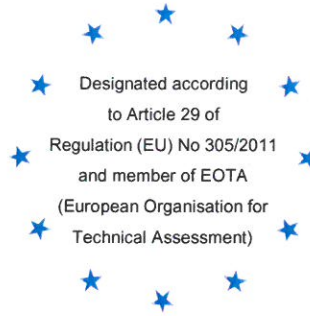 Designated according
to Article 29 of
Regulation (EU) No 305/2011
and member of EOTA
(European Organisation for
Technical Assessment)